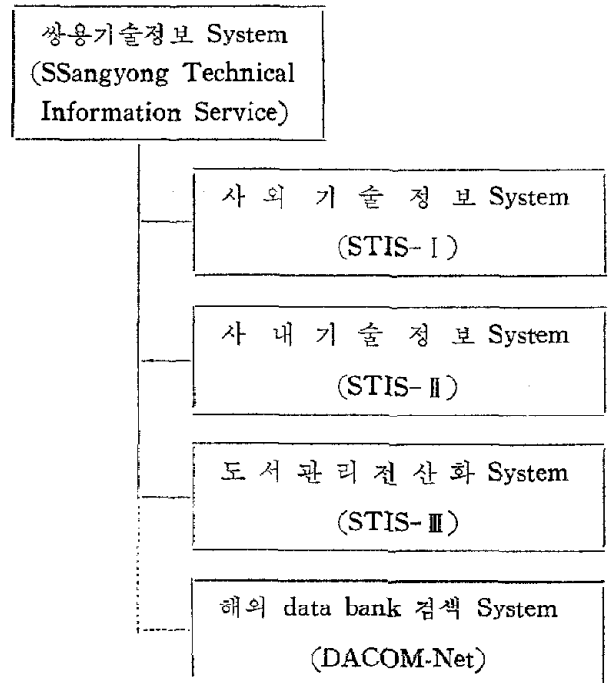 쌍용기술정보 System
(SSangyong Technical
Information Service)
사 외 기 술 정 보 System
(STIS-Ⅰ)
사 내 기 술 정 보 System
(STIS-Ⅱ)
도 서 관 리 전 산 화 System
(STIS-Ⅲ)
해외 data bank 검색 System
(DACOM-Net)